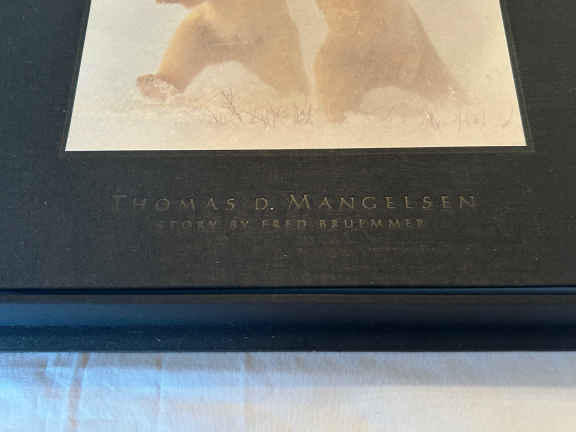 THOMAS D. MANGELSEN
STORY BY FRED BRUEMMER